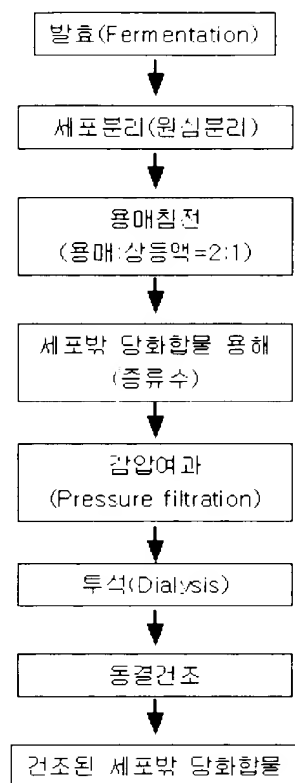 발효(Fermentation)
세포분리(원심분리)
용매침전
(용매:상등액=2:1)
세포밖 당화합물 용해
(증류수)
감압여과
(Pressure filtration)
투석(Dialysis)
동결건조
건조된 세포밖 당화합물